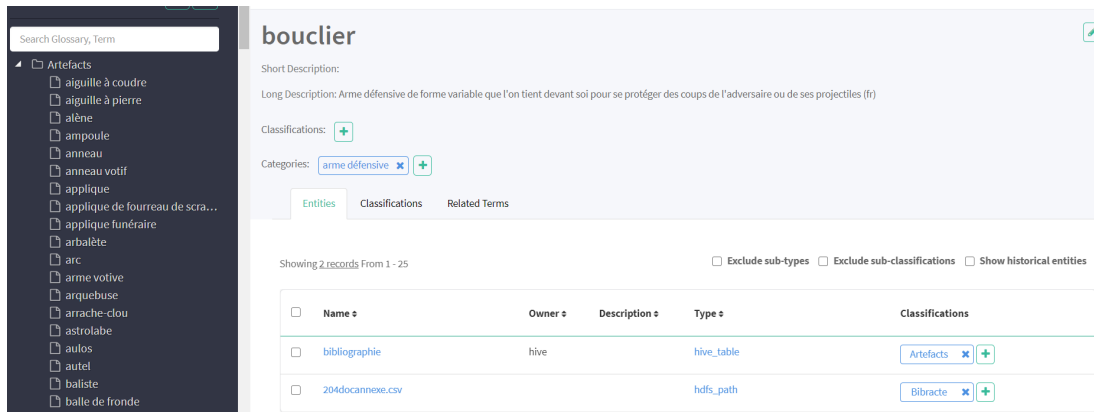 Search Glossary, Term
Artefacts
aiguille à coudre
aiguille à pierre
alène
ampoule
anneau
anneau votif
applique
applique de fourreau de scra...
applique funéraire
arbalète
arc
arme votive
arquebuse
arrache-clou
astrolabe
aulos
autel
baliste
balle de fronde
bouclier
Short Description:
Long Description: Arme défensive de forme variable que l'on tient devant soi pour se protéger des coups de l'adversaire ou de ses projectiles (fr)
Classifications: +
Categories: arme défensive × +
Entities Classifications Related Terms
Showing 2 records From 1 - 25
Exclude sub-types Exclude sub-classifications Show historical entities
Name Owner Description Type Classifications
bibliographie hive hive_table Artefacts × +
204docannexe.csv hdfs_path Bibracte × +